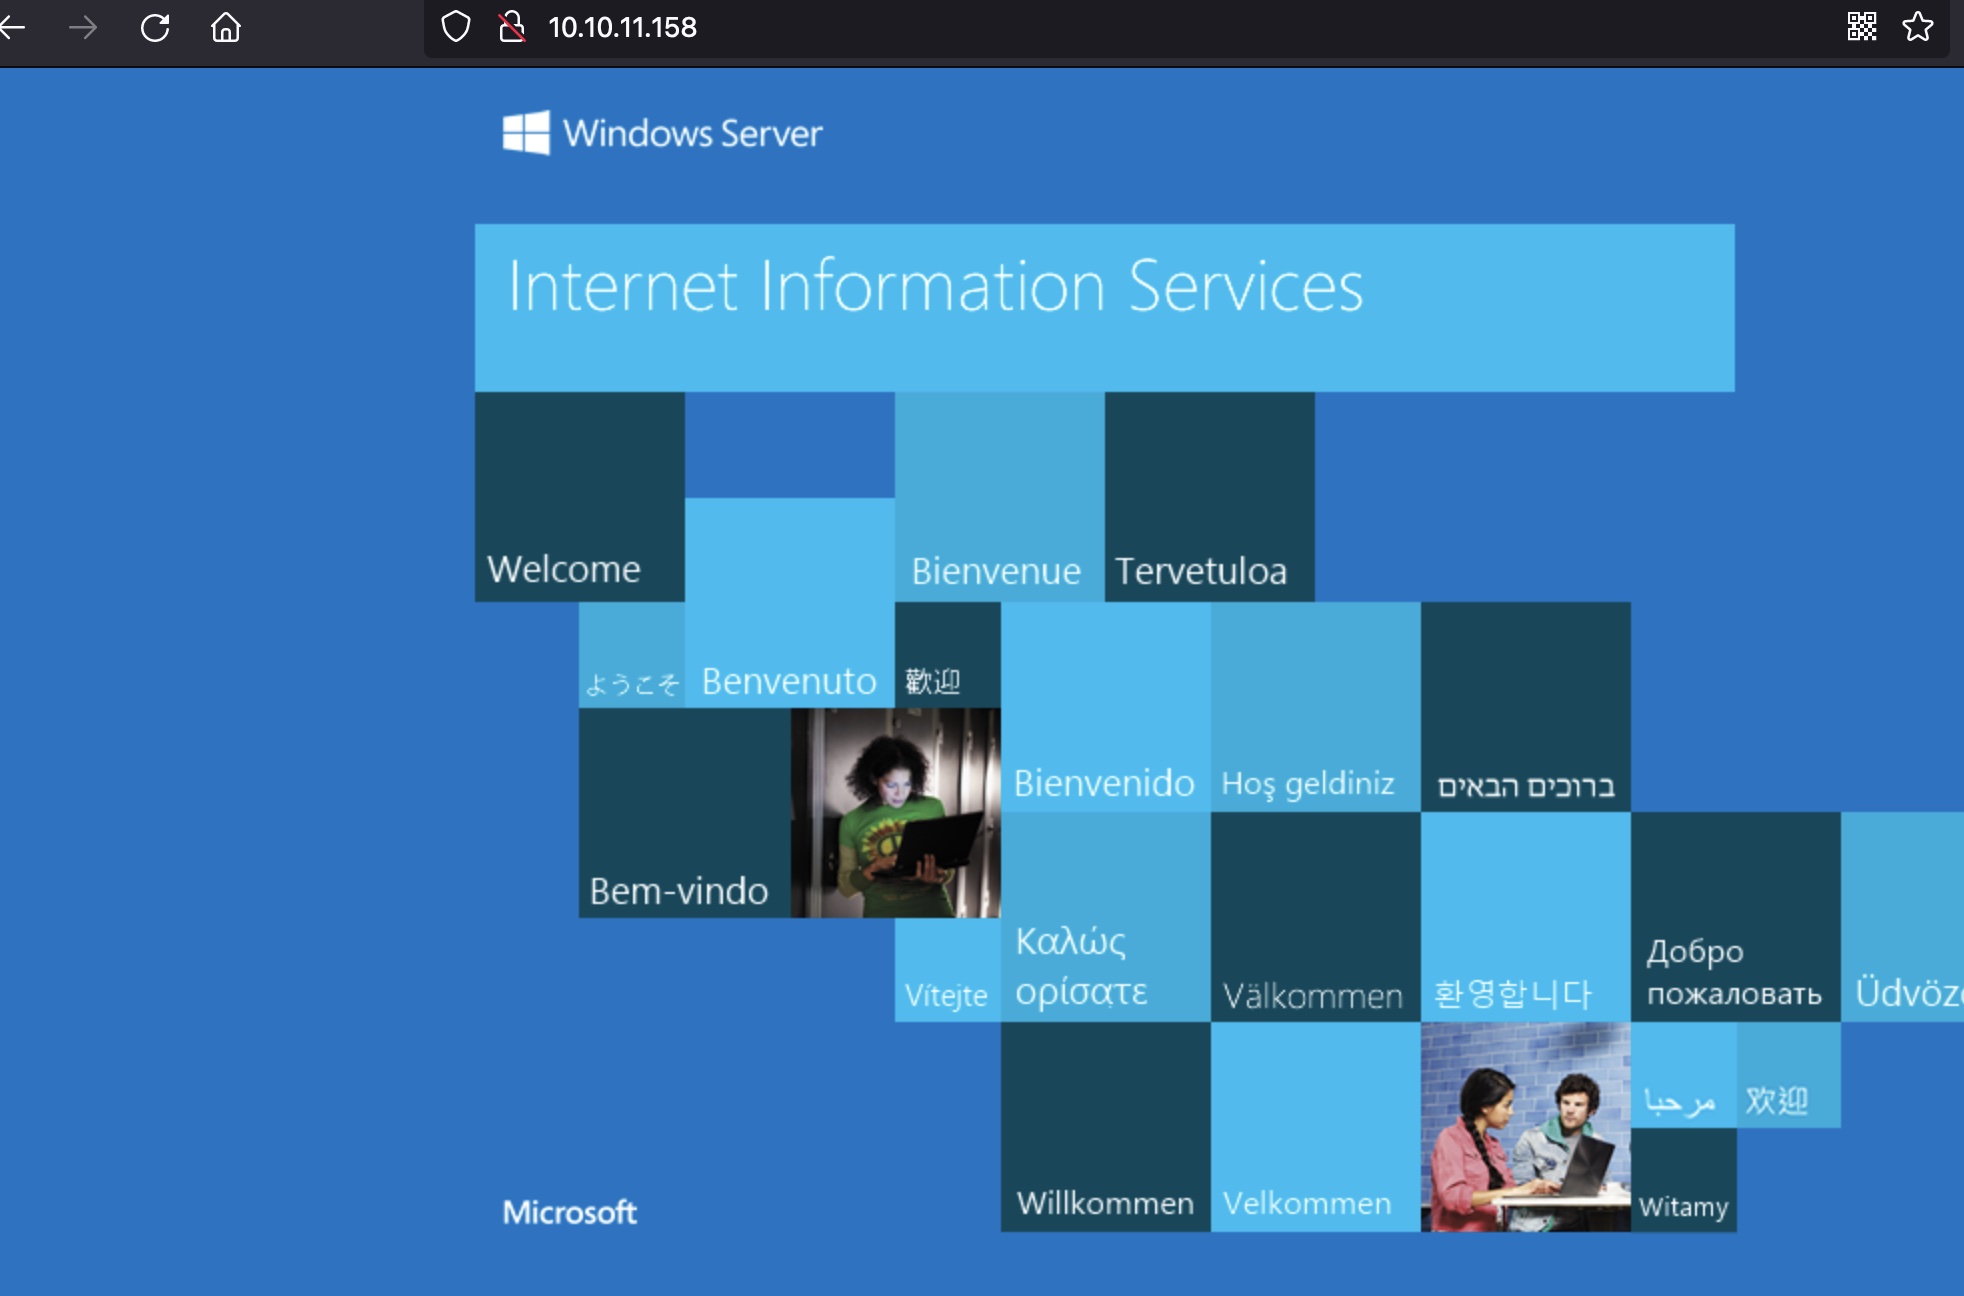 10.10.11.158
Windows Server
Internet Information Services
Welcome
Bienvenue
Tervetuloa
ようこそ
Benvenuto
歡迎
Bienvenido
Hoş geldiniz
ברוכים הבאים
Bem-vindo
Vítejte
Καλώς
ορίσατε
Välkommen
환영합니다
Добро
пожаловать
Üdvöz
مرحبا
欢迎
Willkommen
Velkommen
Witamy
Microsoft